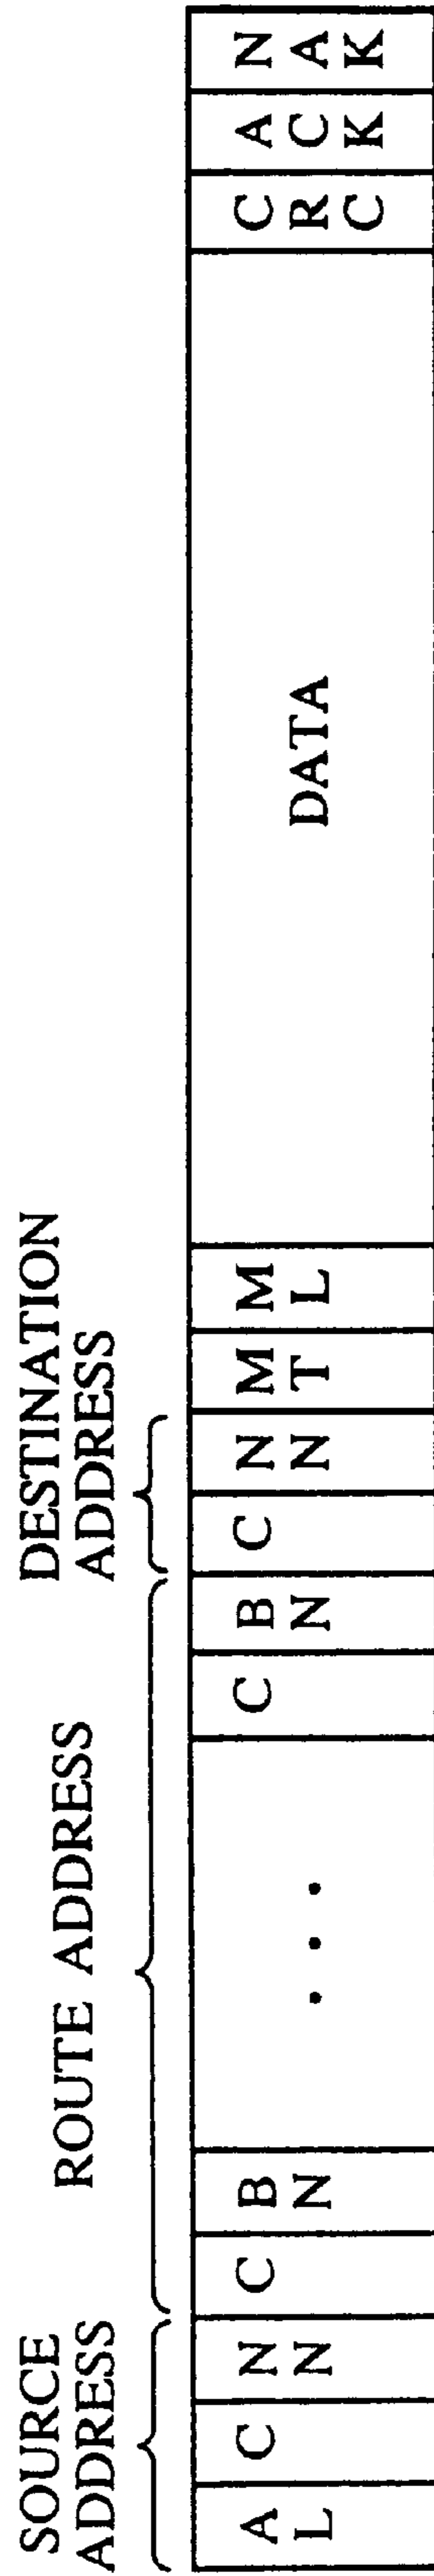 SOURCE
ADDRESS
ROUTE ADDRESS
DESTINATION
ADDRESS
A
L
C
N
N
C
B
N
. . .
C
B
N
C
N
N
M
T
M
L
DATA
C
R
C
A
C
K
N
A
K